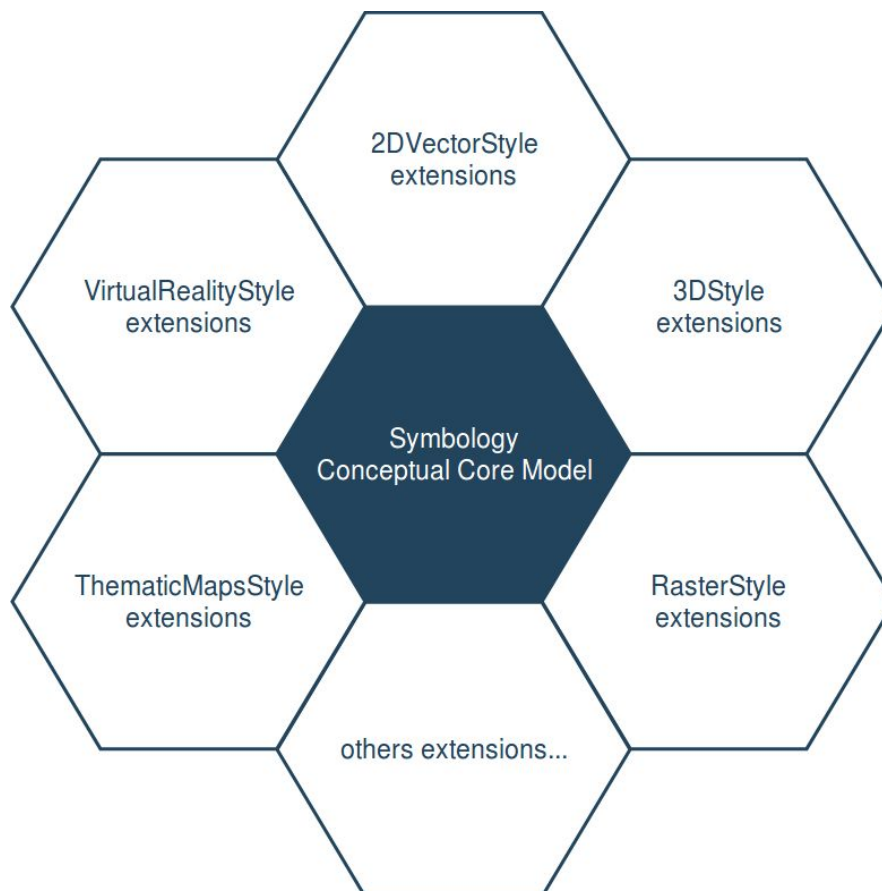 2DVectorStyle
extensions
VirtualRealityStyle
extensions
3DStyle
extensions
Symbology
Conceptual Core Model
ThematicMapsStyle
extensions
RasterStyle
extensions
others extensions...